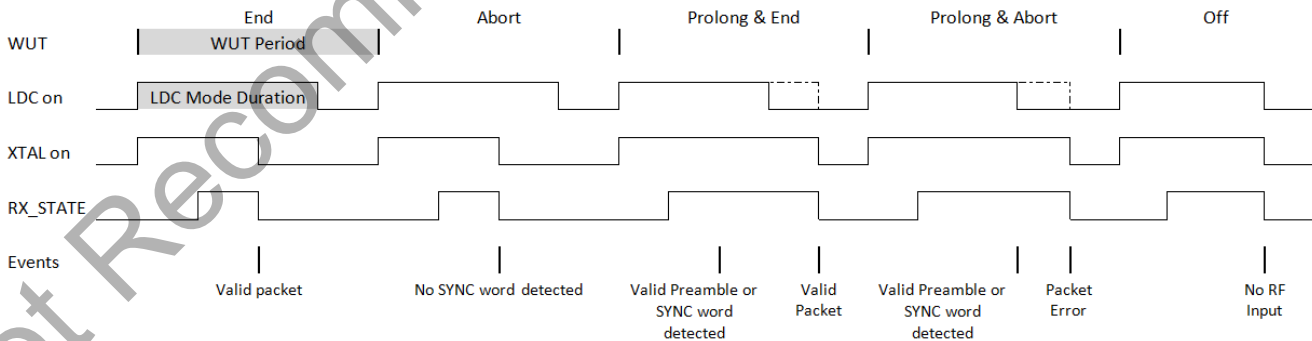 End Abort Prolong & End Prolong & Abort Off
WUT WUT Period
LDC on LDC Mode Duration
XTAL on
RX_STATE
Events
Valid packet No SYNC word detected Valid Preamble or Valid Valid Preamble or Packet No RF
SYNC word Packet SYNC word Error Input
detected detected